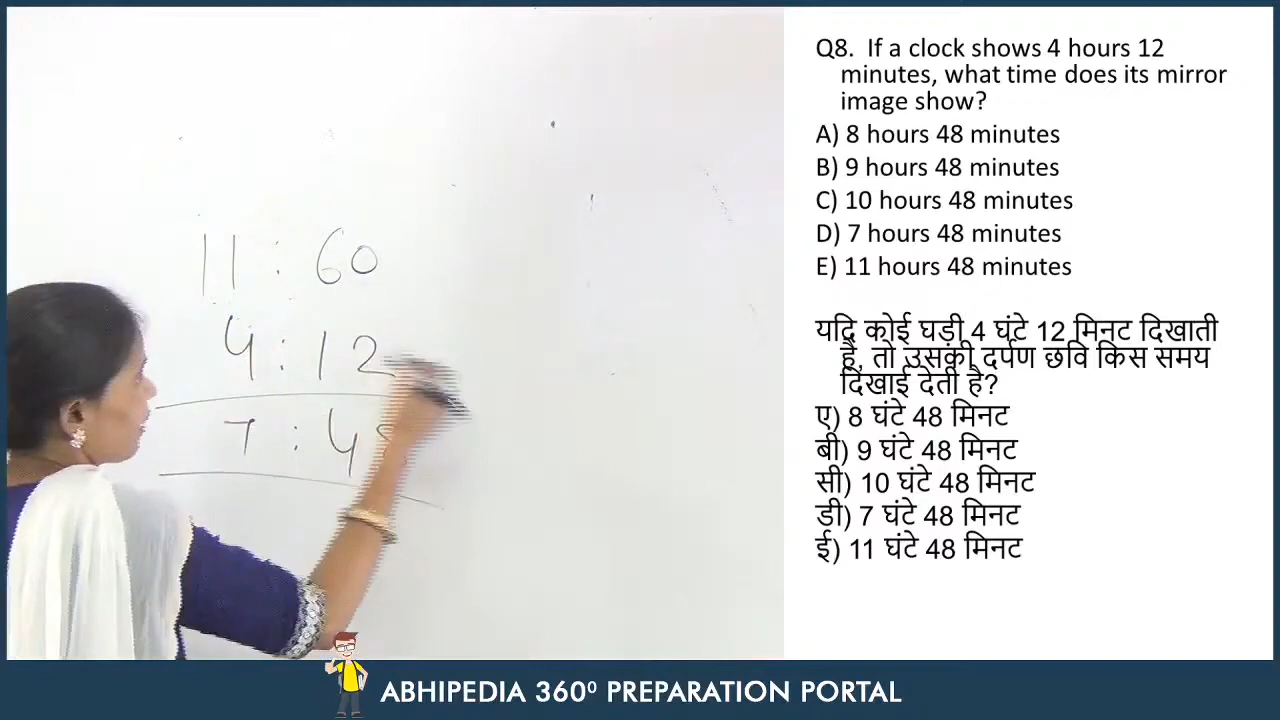 11 : 60
4 : 12
7 : 48
Q8. If a clock shows 4 hours 12
minutes, what time does its mirror
image show?
A) 8 hours 48 minutes
B) 9 hours 48 minutes
C) 10 hours 48 minutes
D) 7 hours 48 minutes
E) 11 hours 48 minutes
यदि कोई घड़ी 4 घंटे 12 मिनट दिखाती
है, तो उसकी दर्पण छवि किस समय
दिखाई देती है?
ए) 8 घंटे 48 मिनट
बी) 9 घंटे 48 मिनट
सी) 10 घंटे 48 मिनट
डी) 7 घंटे 48 मिनट
ई) 11 घंटे 48 मिनट
ABHIPEDIA 360⁰ PREPARATION PORTAL